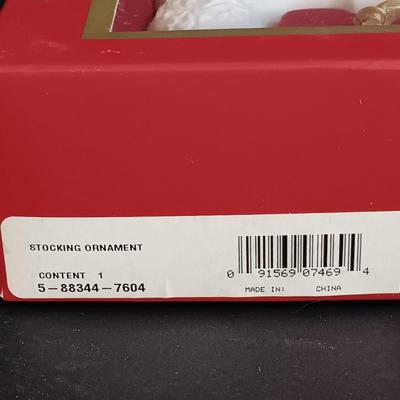 STOCKING ORNAMENT
CONTENT 1
5-88344-7604
0 91569 07469 4
MADE IN: CHINA